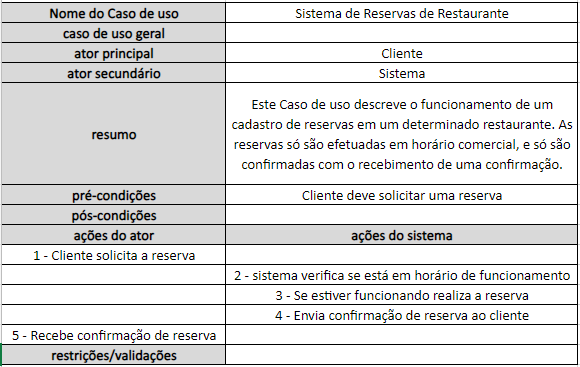 Nome do Caso de uso Sistema de Reservas de Restaurante
caso de uso geral
ator principal Cliente
ator secundário Sistema
resumo
Este Caso de uso descreve o funcionamento de um
cadastro de reservas em um determinado restaurante. As
reservas só são efetuadas em horário comercial, e só são
confirmadas com o recebimento de uma confirmação.
pré-condições Cliente deve solicitar uma reserva
pós-condições
ações do ator ações do sistema
1 - Cliente solicita a reserva
2 - sistema verifica se está em horário de funcionamento
3 - Se estiver funcionando realiza a reserva
4 - Envia confirmação de reserva ao cliente
5 - Recebe confirmação de reserva
restrições/validações